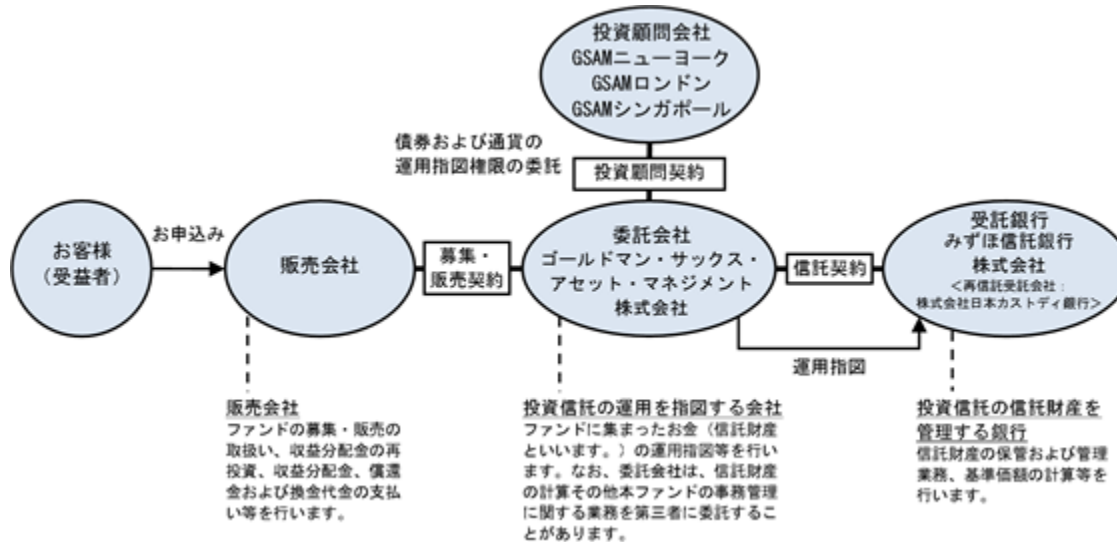 投資顧問会社
GSAMニューヨーク
GSAMロンドン
GSAMシンガポール
債券および通貨の
運用指図権限の委託
投資顧問契約
お客様
（受益者）
お申込み
販売会社
募集・
販売契約
委託会社
ゴールドマン・サックス・
アセット・マネジメント
株式会社
信託契約
受託銀行
みずほ信託銀行
株式会社
＜再信託受託会社：
株式会社日本カストディ銀行＞
運用指図
販売会社
ファンドの募集・販売の
取扱い、収益分配金の再
投資、収益分配金、償還
金および換金代金の支払
い等を行います。
投資信託の運用を指図する会社
ファンドに集まったお金（信託財産
といいます。）の運用指図等を行い
ます。なお、委託会社は、信託財産
の計算その他本ファンドの事務管理
に関する業務を第三者に委託するこ
とがあります。
投資信託の信託財産を
管理する銀行
信託財産の保管および管理
業務、基準価額の計算等を
行います。